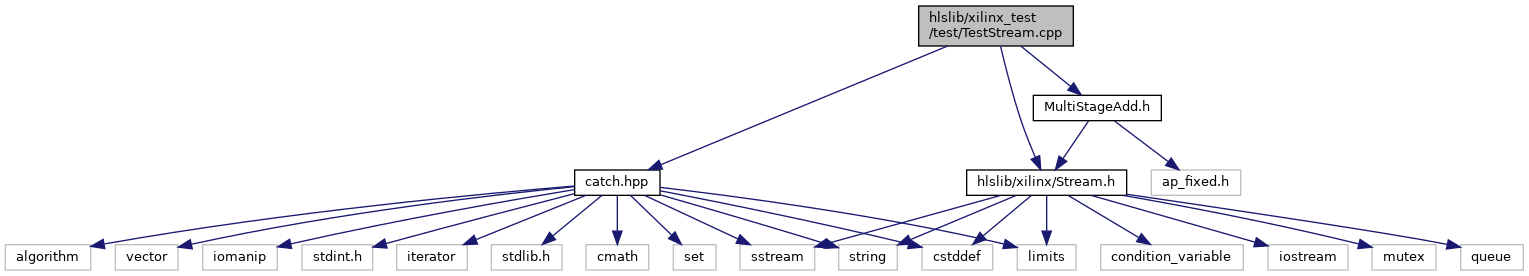 hlslib/xilinx_test
/test/TestStream.cpp
MultiStageAdd.h
catch.hpp
hlslib/xilinx/Stream.h
ap_fixed.h
algorithm
vector
iomanip
stdint.h
iterator
stdlib.h
cmath
set
sstream
string
cstddef
limits
condition_variable
iostream
mutex
queue